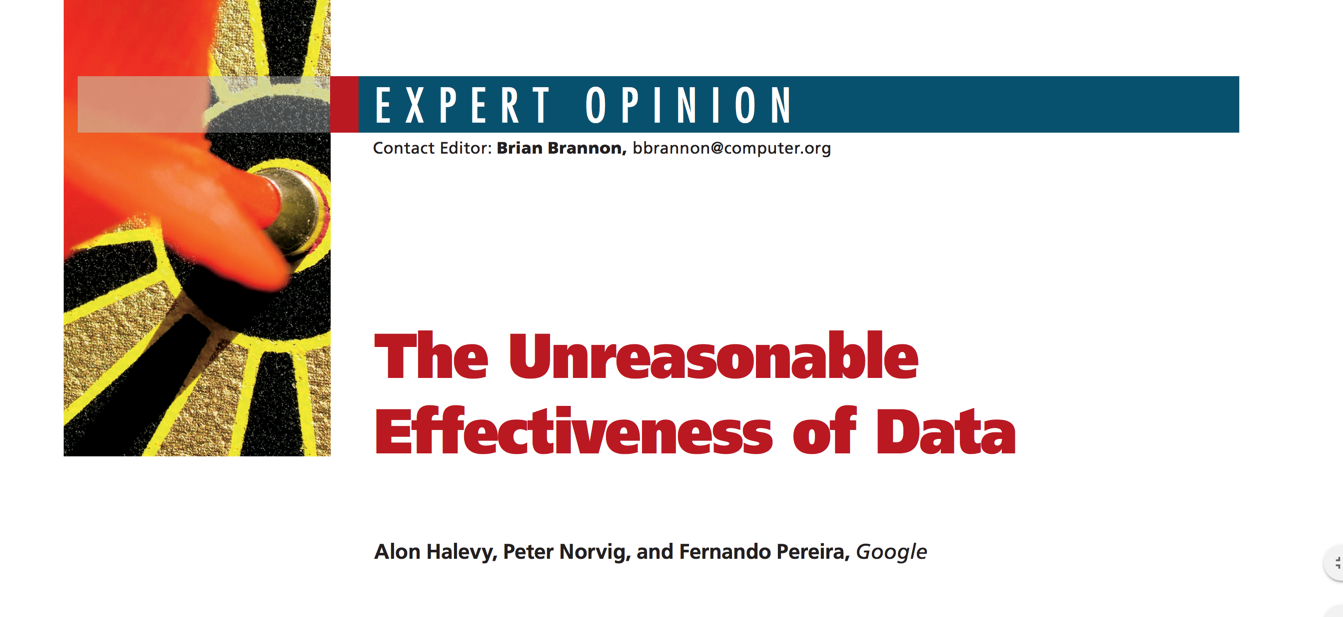 EXPERT OPINION
Contact Editor: Brian Brannon, bbrannon@computer.org
The Unreasonable
Effectiveness of Data
Alon Halevy, Peter Norvig, and Fernando Pereira, Google